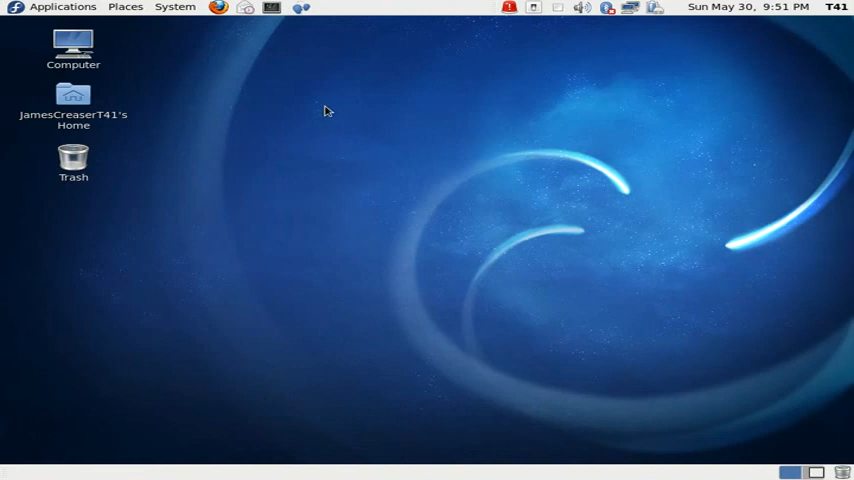 Applications Places System Sun May 30, 9:51 PM T41
Computer
JamesCreaserT41's
Home
Trash